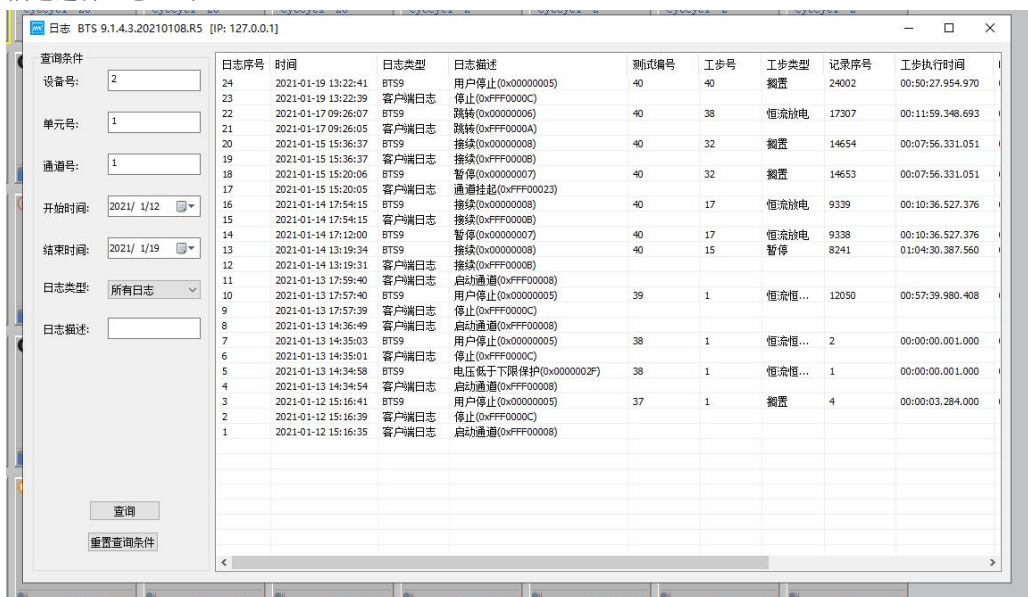 日志 BTS 9.1.4.3.20210108.R5 [IP: 127.0.0.1]
查询条件
设备号: 2
单元号: 1
通道号: 1
开始时间: 2021/ 1/12
结束时间: 2021/ 1/19
日志类型: 所有日志
日志描述:
查询
重置查询条件
日志序号 时间 日志类型 日志描述 测试编号 工步号 工步类型 记录序号 工步执行时间
24 2021-01-19 13:22:41 BTS9 用户停止(0x00000005) 40 40 搁置 24002 00:50:27.954.970
23 2021-01-19 13:22:39 客户端日志 停止(0xFFF0000C)
22 2021-01-17 09:26:07 BTS9 跳转(0x00000006) 40 38 恒流放电 17307 00:11:59.348.693
21 2021-01-17 09:26:05 客户端日志 跳转(0xFFF0000A)
20 2021-01-15 15:36:37 BTS9 接续(0x00000008) 40 32 搁置 14654 00:07:56.331.051
19 2021-01-15 15:36:37 客户端日志 接续(0xFFF0000B)
18 2021-01-15 15:20:06 BTS9 暂停(0x00000007) 40 32 搁置 14653 00:07:56.331.051
17 2021-01-15 15:20:05 客户端日志 通道挂起(0xFFF00023)
16 2021-01-14 17:54:15 BTS9 接续(0x00000008) 40 17 恒流放电 9339 00:10:36.527.376
15 2021-01-14 17:54:15 客户端日志 接续(0xFFF0000B)
14 2021-01-14 17:12:00 BTS9 暂停(0x00000007) 40 17 恒流放电 9338 00:10:36.527.376
13 2021-01-14 13:19:34 BTS9 接续(0x00000008) 40 15 暂停 8241 01:04:30.387.560
12 2021-01-14 13:19:31 客户端日志 接续(0xFFF0000B)
11 2021-01-13 17:59:40 客户端日志 启动通道(0xFFF00008)
10 2021-01-13 17:57:40 BTS9 用户停止(0x00000005) 39 1 恒流恒... 12050 00:57:39.980.408
9 2021-01-13 17:57:39 客户端日志 停止(0xFFF0000C)
8 2021-01-13 14:36:49 客户端日志 启动通道(0xFFF00008)
7 2021-01-13 14:35:03 BTS9 用户停止(0x00000005) 38 1 恒流恒... 2 00:00:00.001.000
6 2021-01-13 14:35:01 客户端日志 停止(0xFFF0000C)
5 2021-01-13 14:34:58 BTS9 电压低于下限保护(0x0000002F) 38 1 恒流恒... 1 00:00:00.001.000
4 2021-01-13 14:34:54 客户端日志 启动通道(0xFFF00008)
3 2021-01-12 15:16:41 BTS9 用户停止(0x00000005) 37 1 搁置 4 00:00:03.284.000
2 2021-01-12 15:16:39 客户端日志 停止(0xFFF0000C)
1 2021-01-12 15:16:35 客户端日志 启动通道(0xFFF00008)